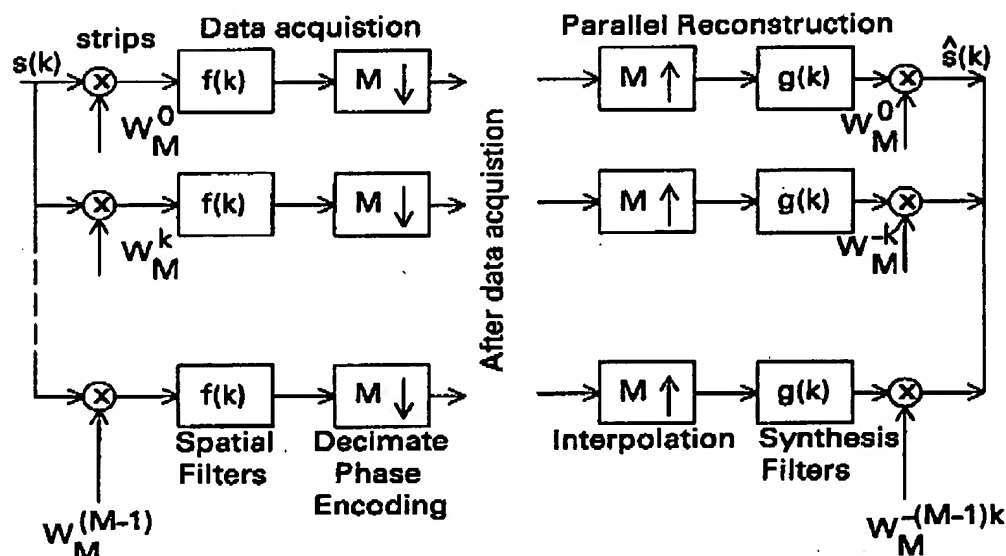 Data acquistion Parallel Reconstruction
strips
s(k) × f(k) M ↓ M ↑ g(k) × ŝ(k)
W_M^0 W_M^0
× f(k) M ↓ M ↑ g(k) ×
W_M^k W_M^-k
After data acquistion
× f(k) M ↓ M ↑ g(k) ×
Spatial Filters
Decimate Phase Encoding
Interpolation
Synthesis Filters
W_M^(M-1) W_M^-(M-1)k